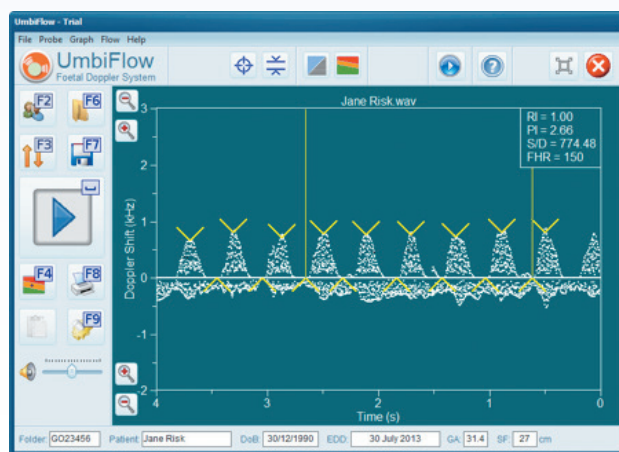 UmbiFlow - Trial
File Probe Graph Flow Help
UmbiFlow
Foetal Doppler System
F2
F6
F3
F7
F4
F8
F9
Jane Risk.wav
RI = 1.00
PI = 2.66
S/D = 774.48
FHR = 150
Doppler Shift (kHz)
3
2
1
0
-1
-2
4 3 2 1 0
Time (s)
Folder: GO23456 Patient: Jane Risk DoB: 30/12/1990 EDD: 30 July 2013 GA: 31.4 SF: 27 cm